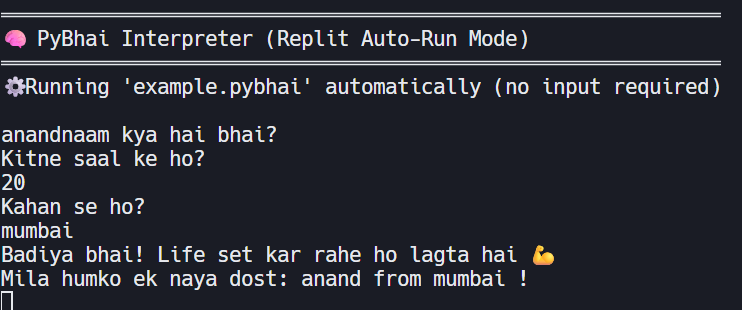 🧠 PyBhai Interpreter (Replit Auto-Run Mode)
⚙️Running 'example.pybhai' automatically (no input required)
anandnaam kya hai bhai?
Kitne saal ke ho?
20
Kahan se ho?
mumbai
Badiya bhai! Life set kar rahe ho lagta hai 💪
Mila humko ek naya dost: anand from mumbai !